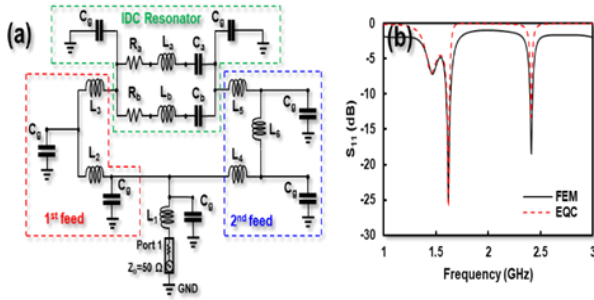 (a)
IDC Resonator
Cg
Cg
Ra La Ca
Rb Lb Cb
L3
L5
Cg
Cg
L6
L2
L4
Cg
Cg
Cg
1st feed
L1
2nd feed
Port 1
Z0=50 Ω
GND
(b)
0
-5
-10
-15
-20
-25
-30
S11 (dB)
FEM
EQC
1 1.5 2 2.5 3
Frequency (GHz)